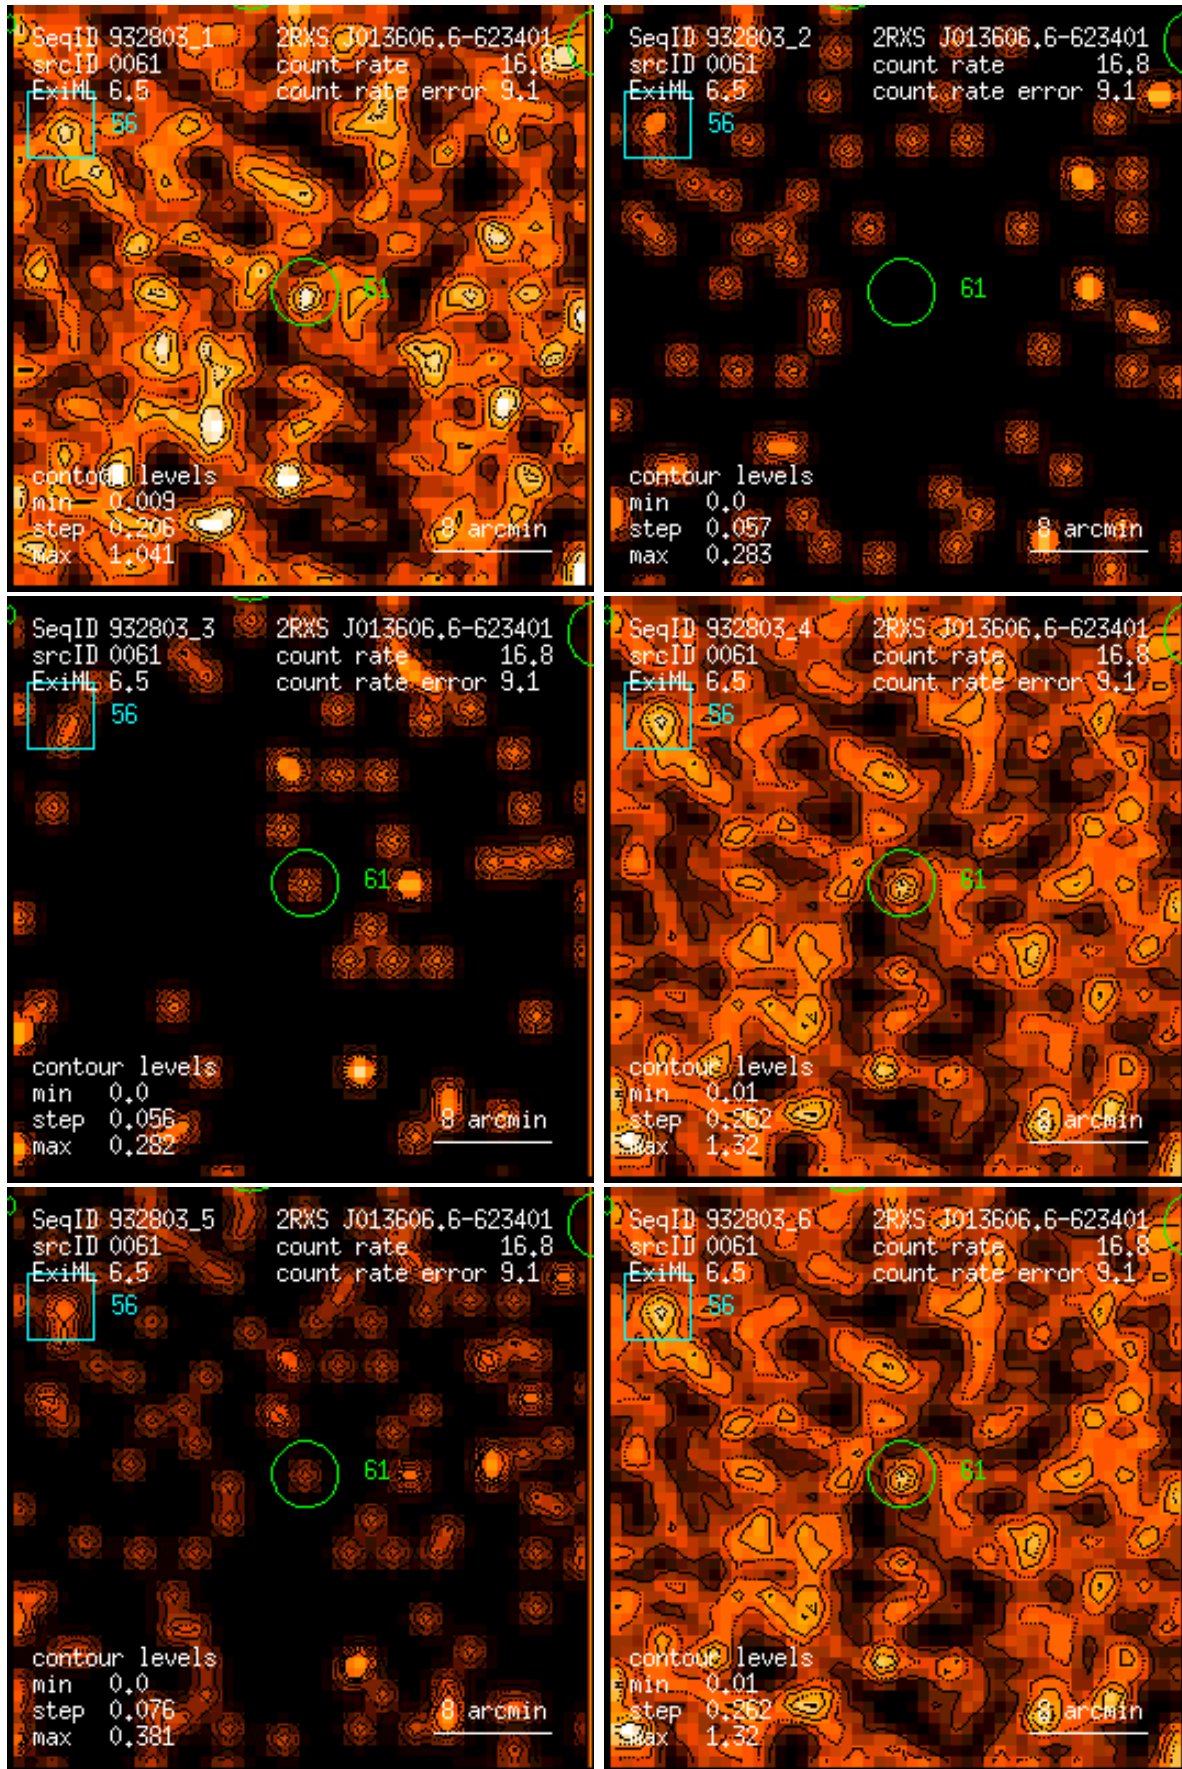 SeqID 932803_1 2RXS J013606.6-623401
srcID 0061 count rate 16.8
ExiML 6.5 count rate error 9.1
56
61
contour levels
min 0.009
step 0.206
max 1.041
8 arcmin
SeqID 932803_2 2RXS J013606.6-623401
srcID 0061 count rate 16.8
ExiML 6.5 count rate error 9.1
56
61
contour levels
min 0.0
step 0.057
max 0.283
8 arcmin
SeqID 932803_3 2RXS J013606.6-623401
srcID 0061 count rate 16.8
ExiML 6.5 count rate error 9.1
56
61
contour levels
min 0.0
step 0.056
max 0.282
8 arcmin
SeqID 932803_4 2RXS J013606.6-623401
srcID 0061 count rate 16.8
ExiML 6.5 count rate error 9.1
56
61
contour levels
min 0.01
step 0.262
max 1.32
8 arcmin
SeqID 932803_5 2RXS J013606.6-623401
srcID 0061 count rate 16.8
ExiML 6.5 count rate error 9.1
56
61
contour levels
min 0.0
step 0.076
max 0.381
8 arcmin
SeqID 932803_6 2RXS J013606.6-623401
srcID 0061 count rate 16.8
ExiML 6.5 count rate error 9.1
56
61
contour levels
min 0.01
step 0.262
max 1.32
8 arcmin